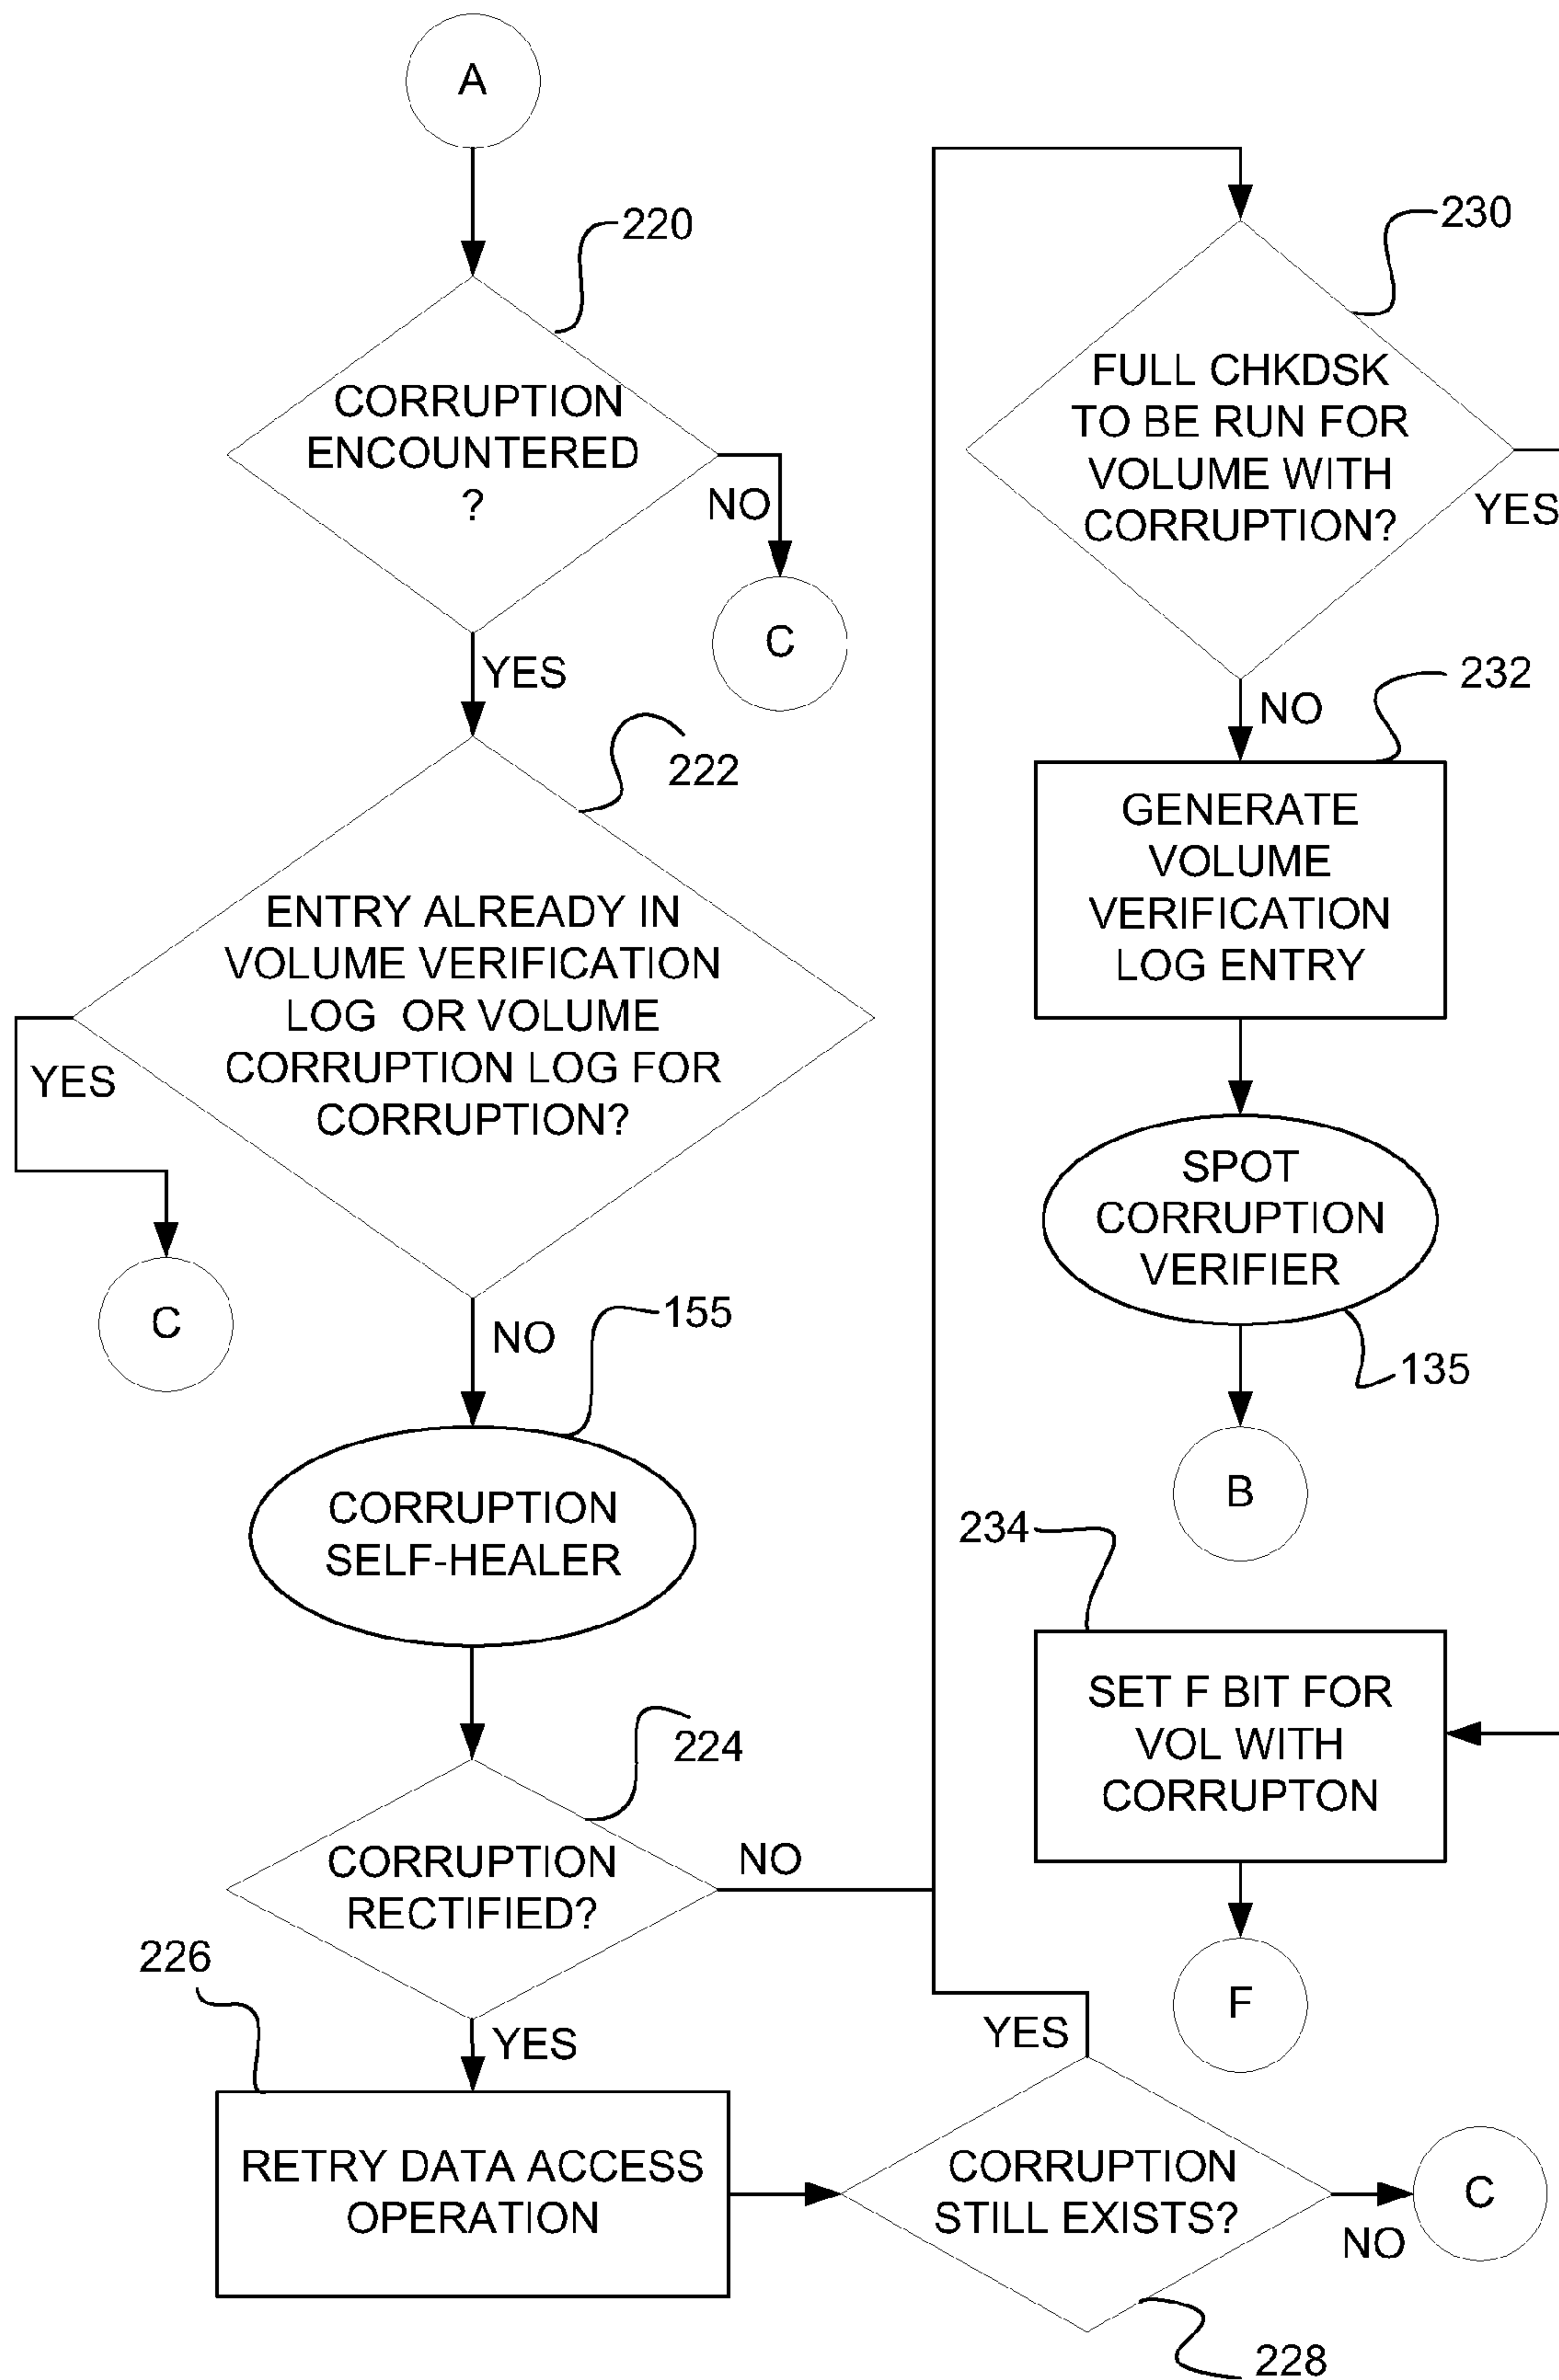 A
220
CORRUPTION
ENCOUNTERED
?
NO
C
YES
222
ENTRY ALREADY IN
VOLUME VERIFICATION
LOG OR VOLUME
CORRUPTION LOG FOR
CORRUPTION?
YES
C
NO
155
CORRUPTION
SELF-HEALER
224
CORRUPTION
RECTIFIED?
NO
226
YES
RETRY DATA ACCESS
OPERATION
YES
CORRUPTION
STILL EXISTS?
NO
C
228
230
FULL CHKDSK
TO BE RUN FOR
VOLUME WITH
CORRUPTION?
YES
NO
232
GENERATE
VOLUME
VERIFICATION
LOG ENTRY
SPOT
CORRUPTION
VERIFIER
135
B
234
SET F BIT FOR
VOL WITH
CORRUPTON
F